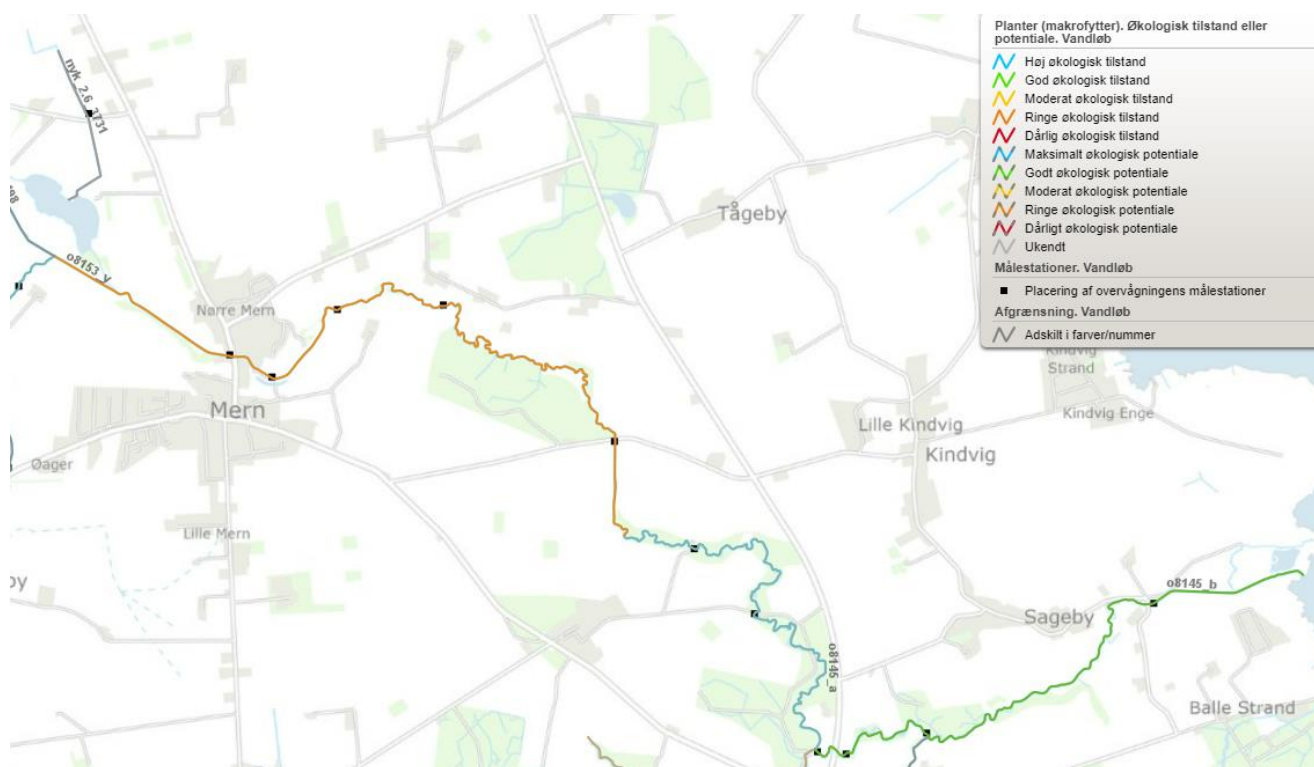 Planter (makrofytter). Økologisk tilstand eller
potentiale. Vandløb
Høj økologisk tilstand
God økologisk tilstand
Moderat økologisk tilstand
Ringe økologisk tilstand
Dårlig økologisk tilstand
Maksimalt økologisk potentiale
Godt økologisk potentiale
Moderat økologisk potentiale
Ringe økologisk potentiale
Dårligt økologisk potentiale
Ukendt
Målestationer. Vandløb
Placering af overvågningens målestationer
Afgrænsning. Vandløb
Adskilt i farver/nummer
nyk_2.6_3731
o8153_y
Nørre Mern
Mern
Øager
Lille Mern
Tågeby
Kindvig
Strand
Kindvig Enge
Lille Kindvig
Kindvig
o8145_b
Sageby
o8145_a
Balle Strand